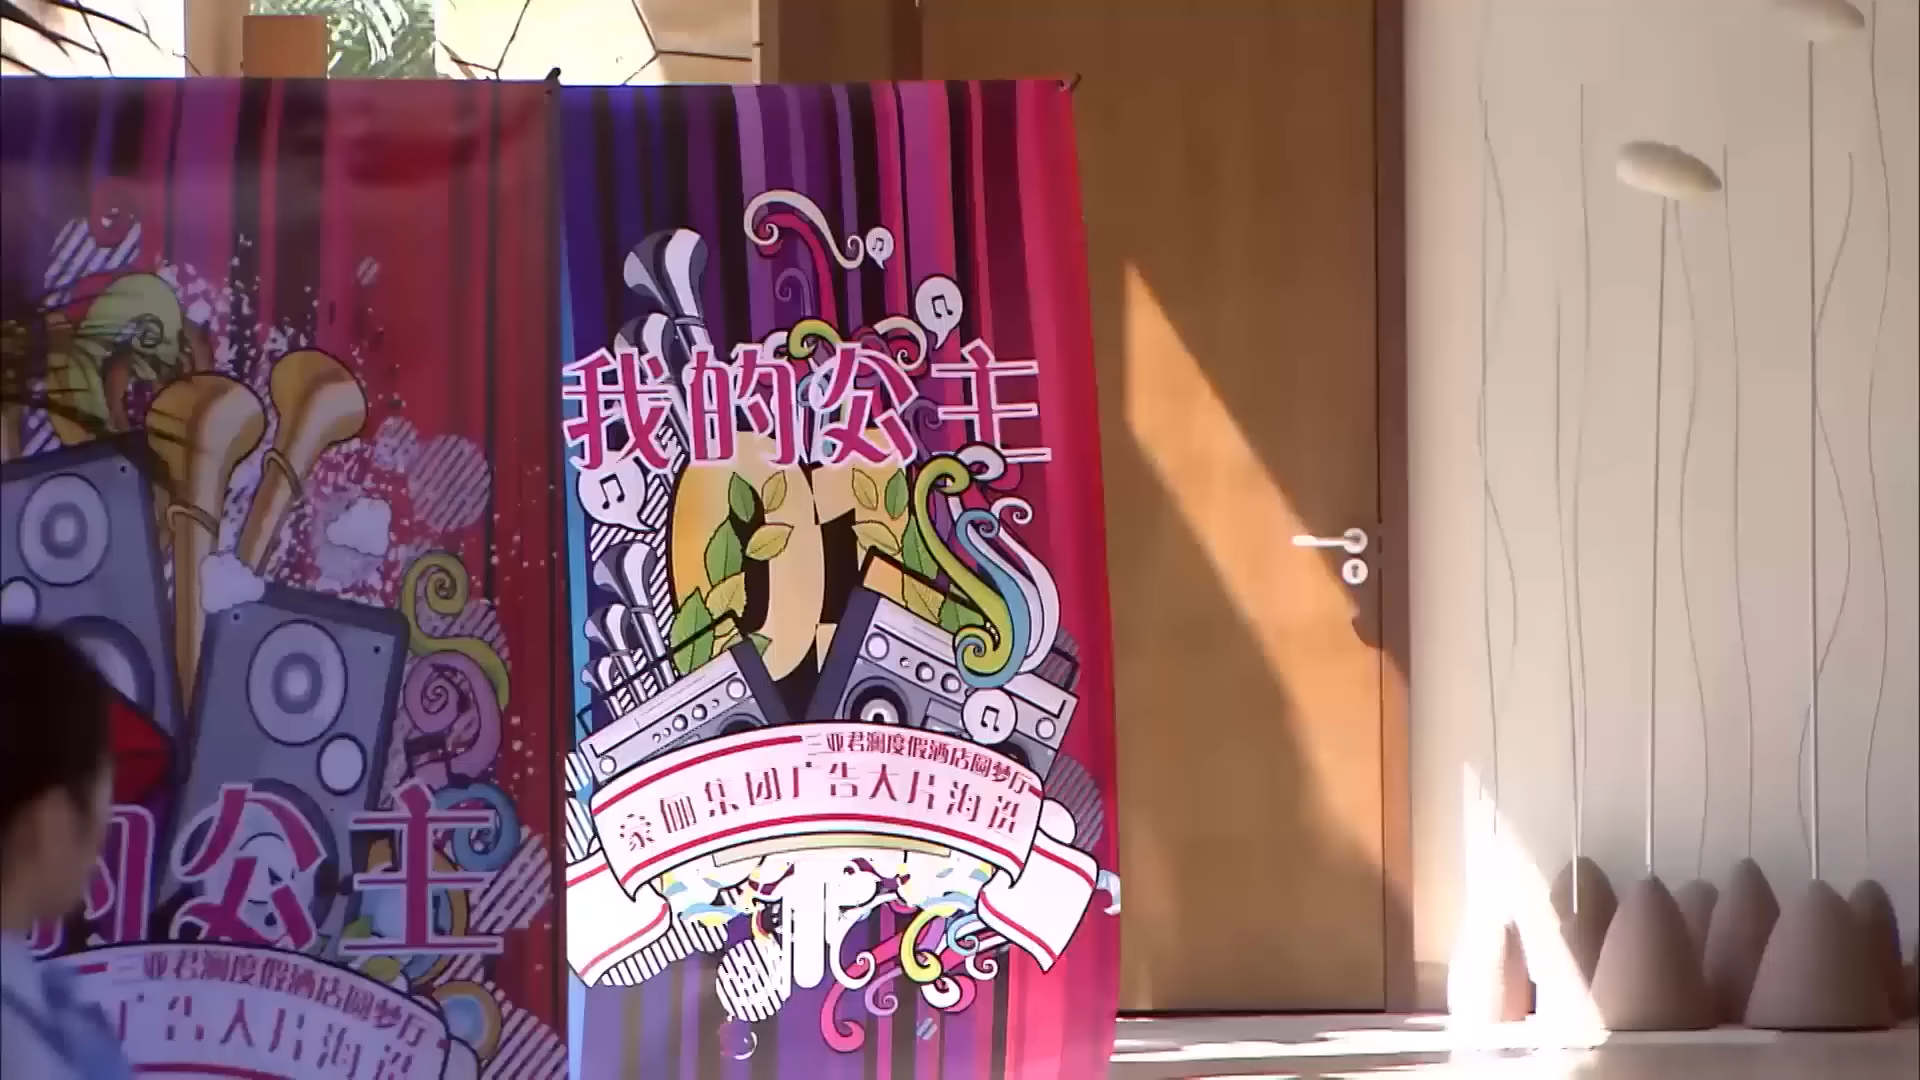 我的公主
三亚君澜度假酒店圆梦厅
豪俪集团广告大片海选
的公主
三亚君澜度假酒店圆梦厅
广告大片海选